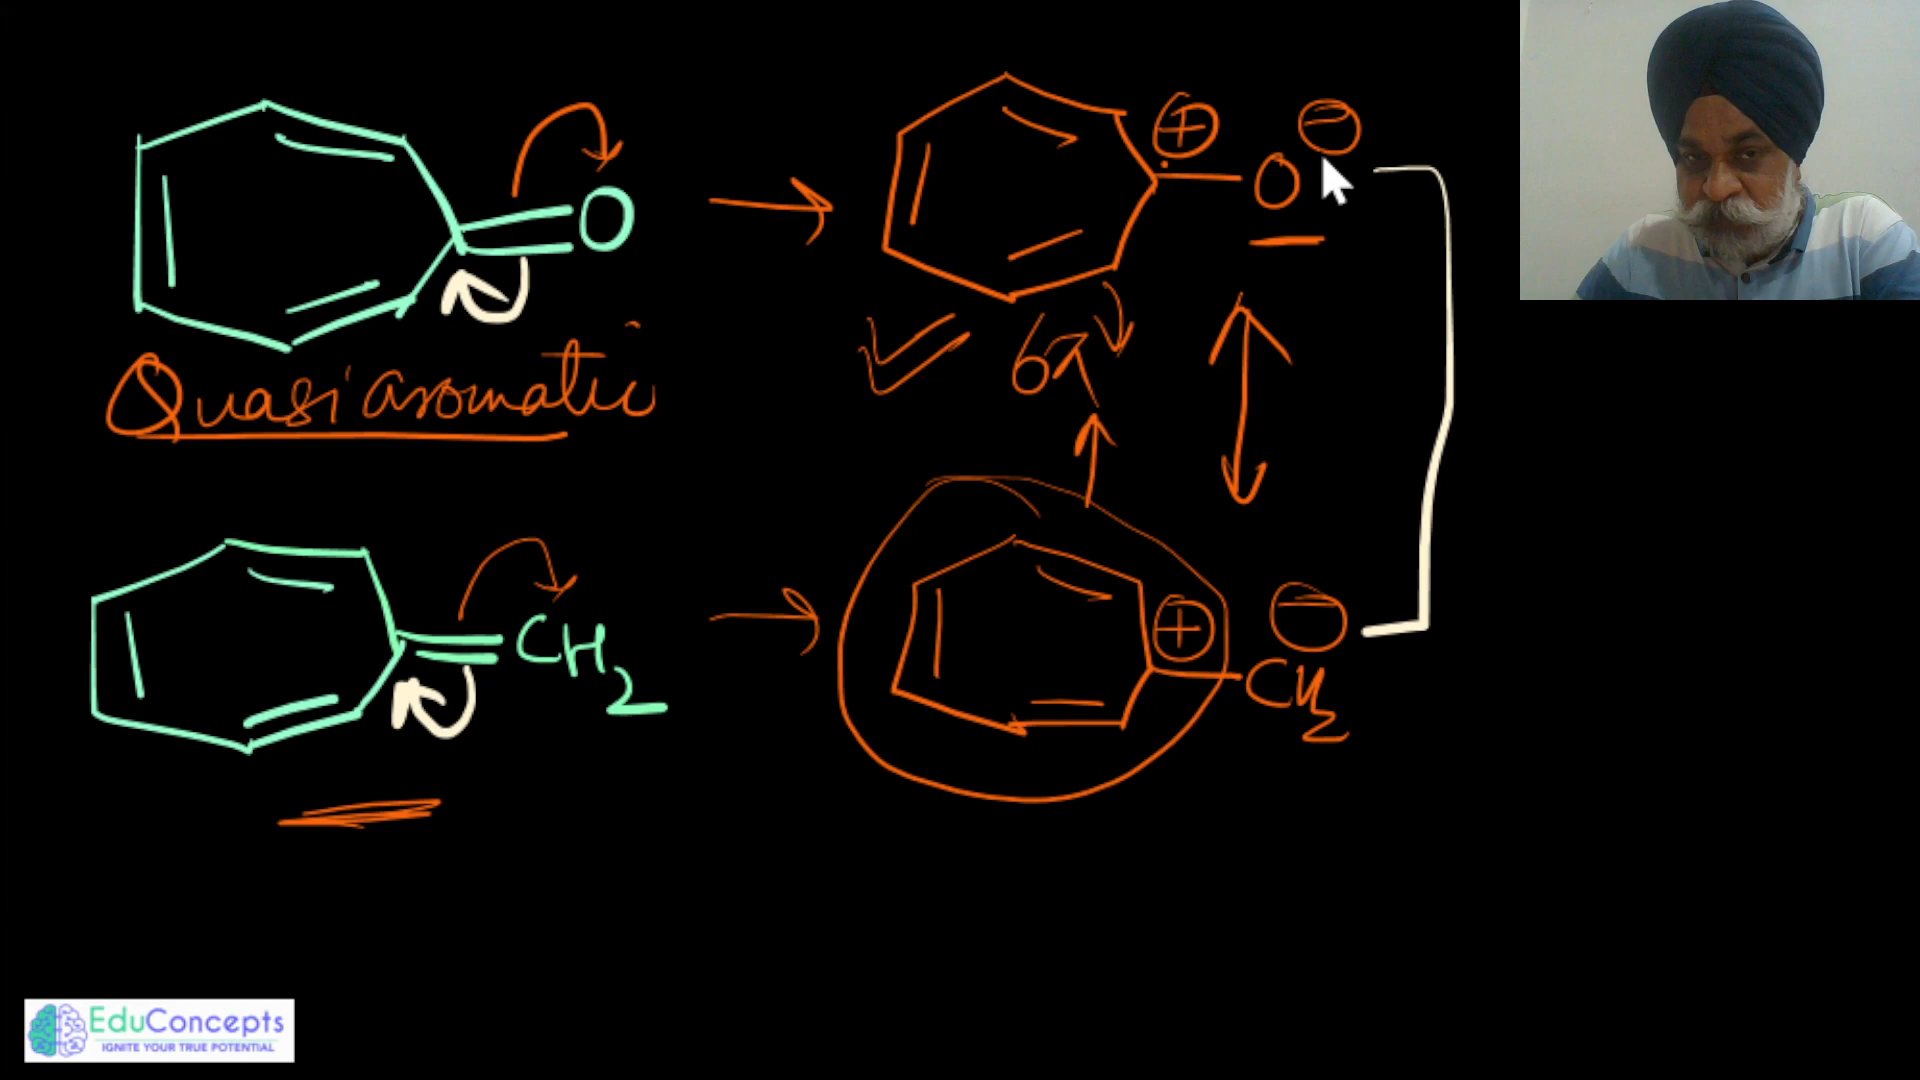 O
⊕
⊖
O
Quasi aromatic
6π
CH2
⊕
⊖
CH2
EduConcepts
IGNITE YOUR TRUE POTENTIAL